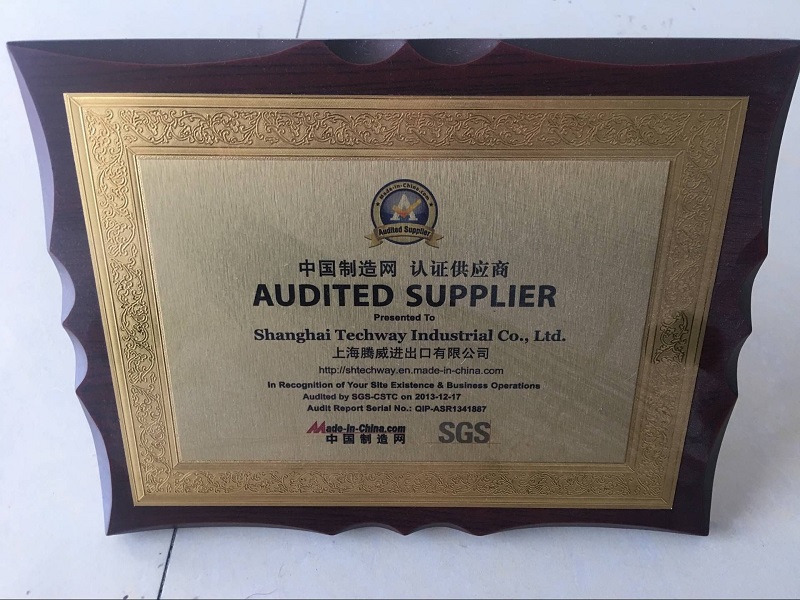 Made-in-China.com
Audited Supplier
中国制造网 认证供应商
AUDITED SUPPLIER
Presented To
Shanghai Techway Industrial Co., Ltd.
上海腾威进出口有限公司
http://shtechway.en.made-in-china.com
In Recognition of Your Site Existence & Business Operations
Audited by SGS-CSTC on 2013-12-17
Audit Report Serial No.: QIP-ASR1341887
Made-in-China.com
中国制造网
SGS